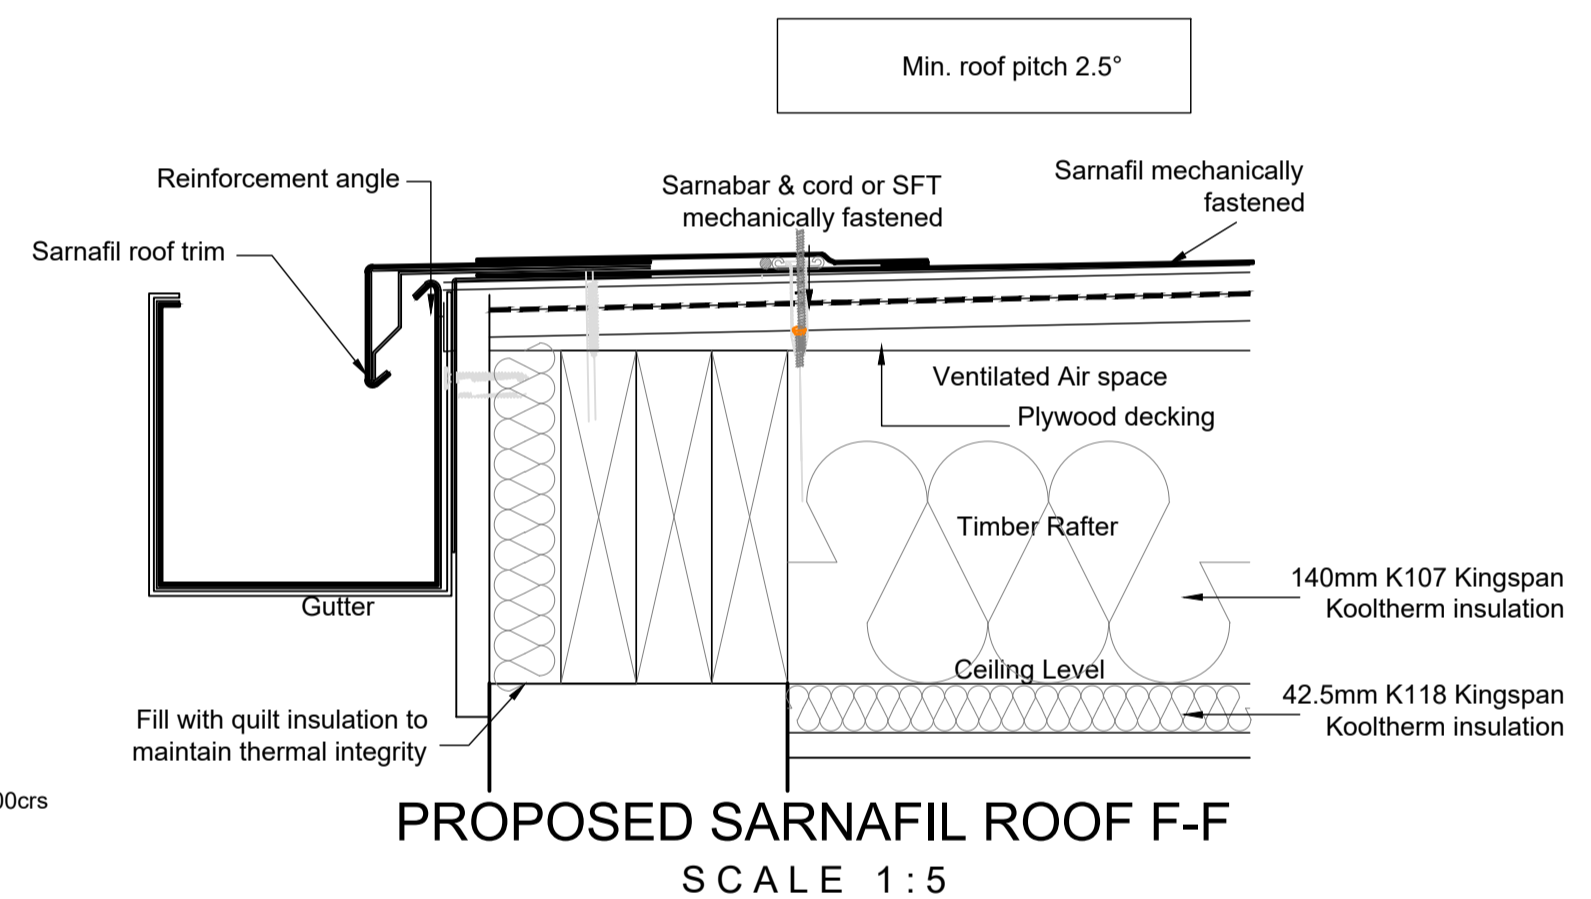 Min. roof pitch 2.5°
Reinforcement angle
Sarnabar & cord or SFT
mechanically fastened
Sarnafil mechanically
fastened
Sarnafil roof trim
Ventilated Air space
Plywood decking
Timber Rafter
140mm K107 Kingspan
Kooltherm insulation
Gutter
Ceiling Level
42.5mm K118 Kingspan
Kooltherm insulation
Fill with quilt insulation to
maintain thermal integrity
00crs
PROPOSED SARNAFIL ROOF F-F
SCALE 1:5